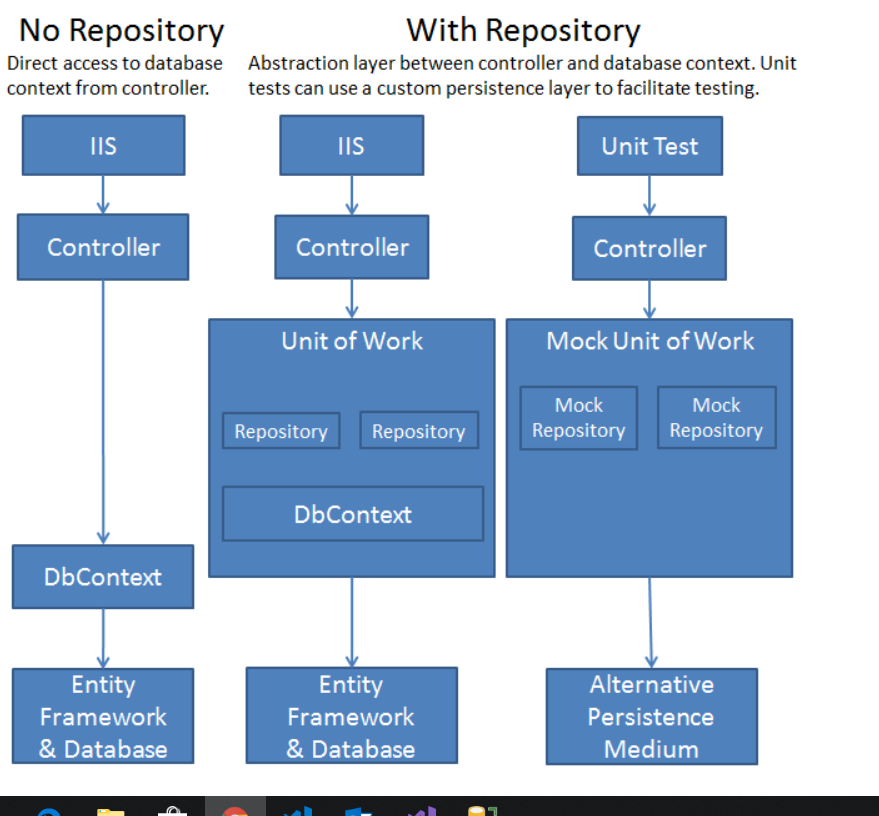 No Repository
Direct access to database
context from controller.
With Repository
Abstraction layer between controller and database context. Unit
tests can use a custom persistence layer to facilitate testing.
IIS
Controller
DbContext
Entity
Framework
& Database
IIS
Controller
Unit of Work
Repository
Repository
DbContext
Entity
Framework
& Database
Unit Test
Controller
Mock Unit of Work
Mock
Repository
Mock
Repository
Alternative
Persistence
Medium